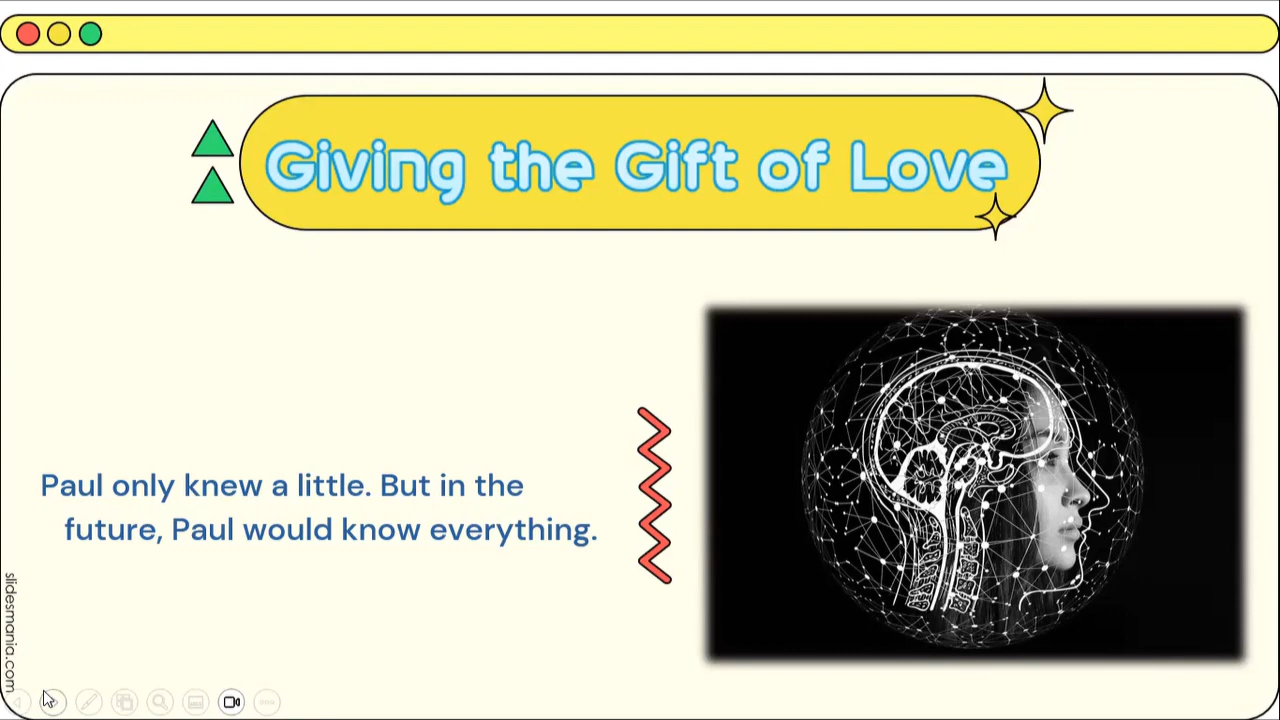 Giving the Gift of Love
Paul only knew a little. But in the
future, Paul would know everything.
slidesmania.com